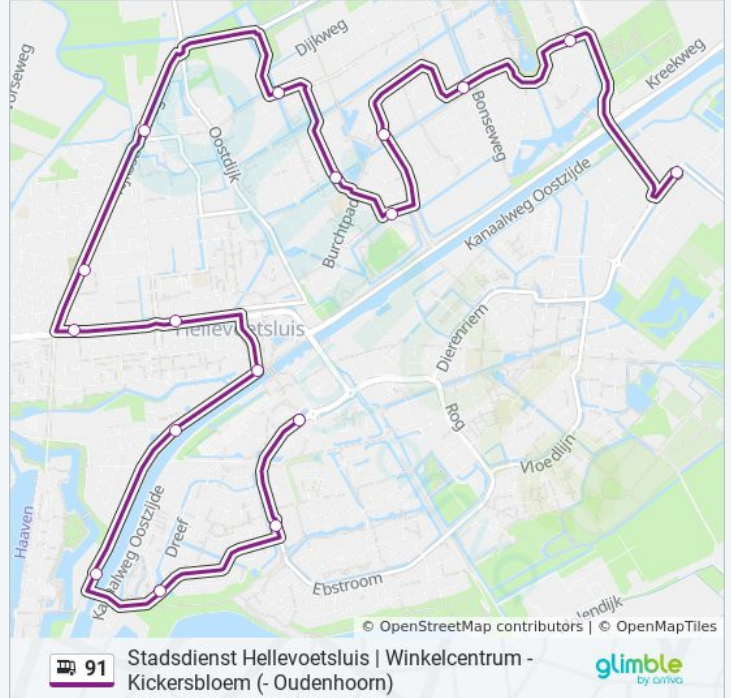 Dijkweg
Kreekweg
Oostdijk
Bonseweg
Kanaalweg Oostzijde
Burchtpad
Hellevoetsluis
Dierenriem
Rog
Vloedlijn
Haaven
Kanaalweg Oostzijde
Dreef
Ebstroom
© OpenStreetMap contributors | © OpenMapTiles
91
Stadsdienst Hellevoetsluis | Winkelcentrum -
Kickersbloem (- Oudenhoorn)
glimble
by arriva